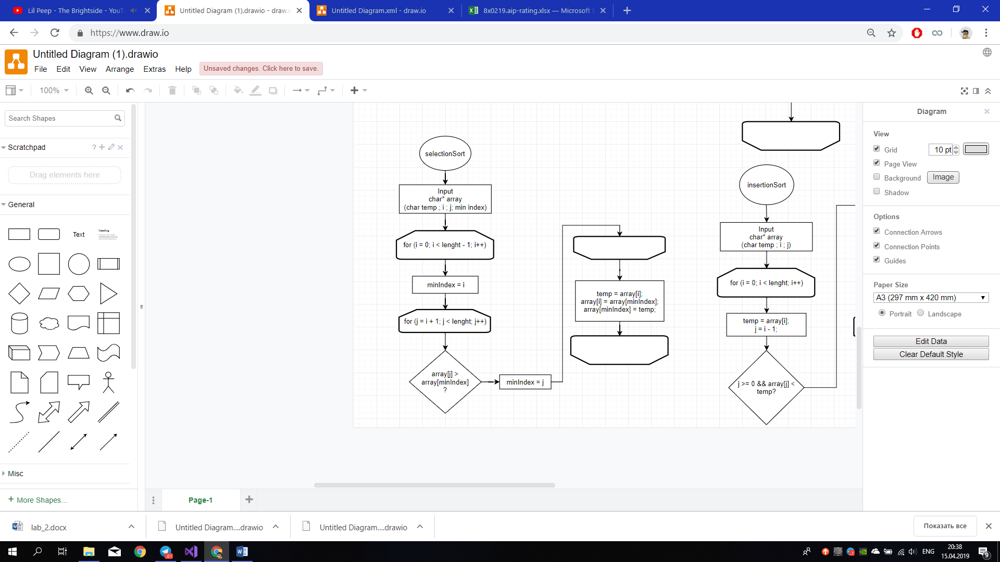 Lil Peep - The Brightside - YouT
Untitled Diagram (1).drawio - draw.
Untitled Diagram.xml - draw.io
8x0219.aip-rating.xlsx — Microsoft E
https://www.draw.io
Untitled Diagram (1).drawio
File Edit View Arrange Extras Help
Unsaved changes. Click here to save.
100%
Search Shapes
Scratchpad
?
Drag elements here
General
Text
Heading
Misc
+ More Shapes...
selectionSort
Input
char* array
(char temp ; i ; j; min index)
for (i = 0; i < lenght - 1; i++)
minIndex = i
for (j = i + 1; j < lenght; j++)
array[j] >
array[minIndex]
?
minIndex = j
temp = array[i];
array[i] = array[minIndex];
array[minIndex] = temp;
insertionSort
Input
char* array
(char temp ; i ; j)
for (i = 0; i < lenght; i++)
temp = array[i];
j = i - 1;
j >= 0 && array[j] <
temp?
Diagram
View
Grid
10 pt
Page View
Background
Image
Shadow
Options
Connection Arrows
Connection Points
Guides
Paper Size
A3 (297 mm x 420 mm)
Portrait
Landscape
Edit Data
Clear Default Style
Page-1
lab_2.docx
Untitled Diagram....drawio
Untitled Diagram....drawio
Показать все
ENG
20:38
15.04.2019
9